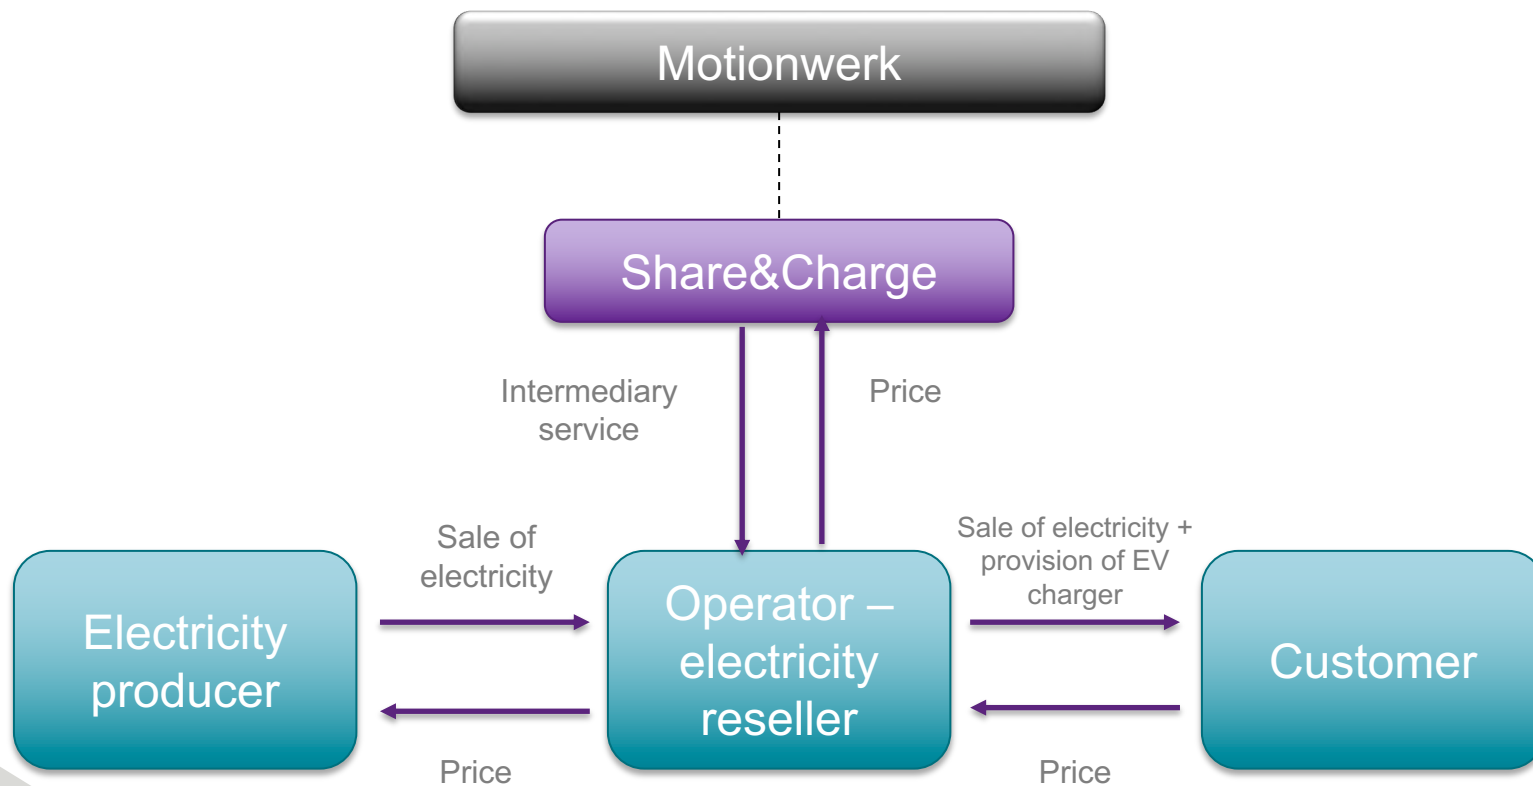 Motionwerk
Share&Charge
Intermediary
service
Price
Sale of
electricity
Sale of electricity +
provision of EV
charger
Electricity
producer
Operator –
electricity
reseller
Customer
Price
Price